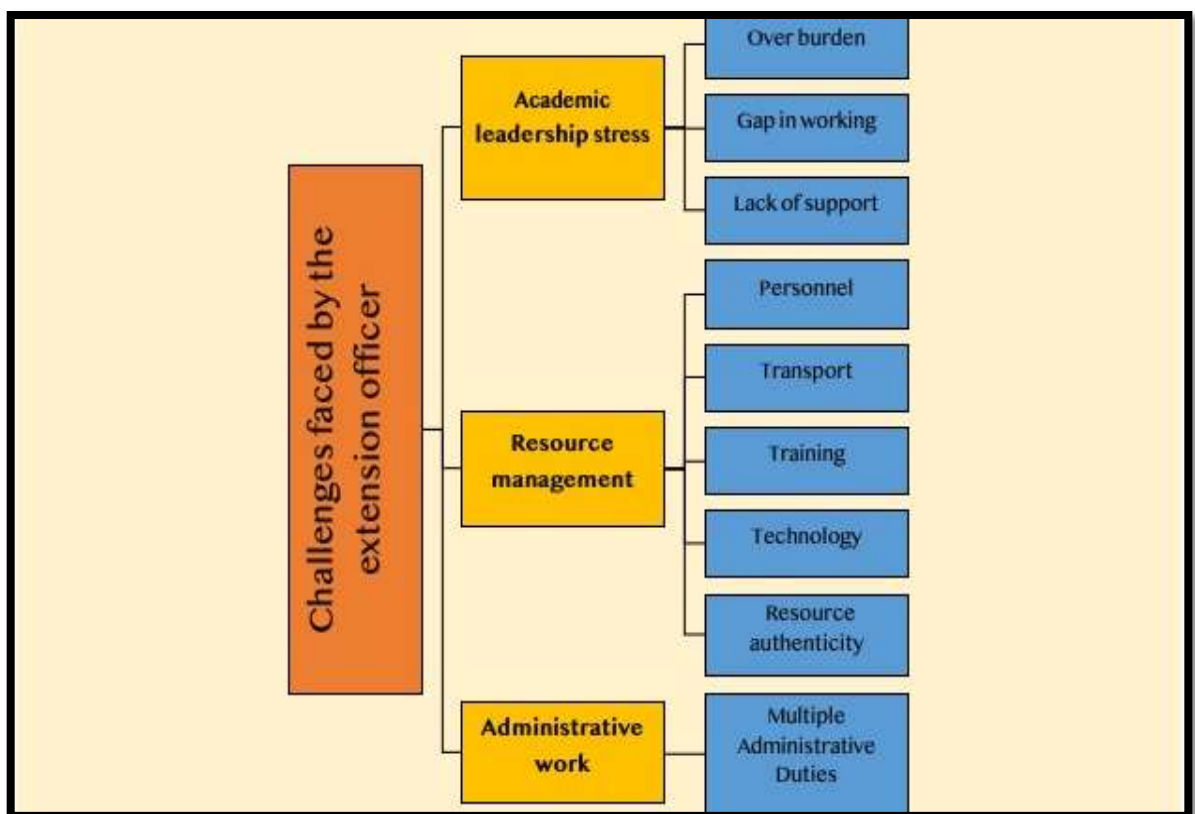 Challenges faced by the
extension officer
Academic
leadership stress
Over burden
Gap in working
Lack of support
Resource
management
Personnel
Transport
Training
Technology
Resource
authenticity
Administrative
work
Multiple
Administrative
Duties